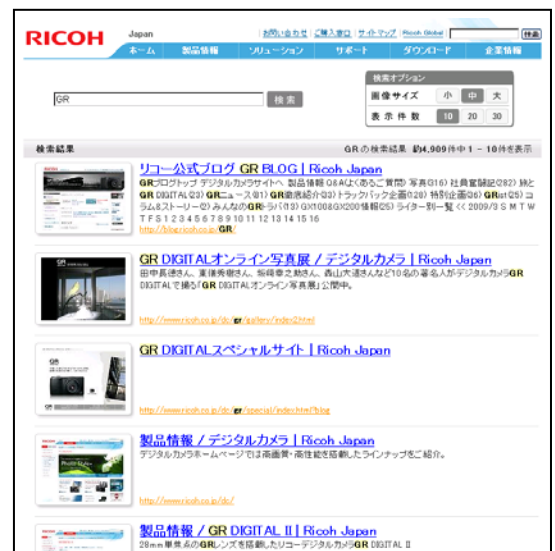 RICOH
Japan
お問い合わせ | ご購入窓口 | サイトマップ | Ricoh Global
検索
ホーム 製品情報 ソリューション サポート ダウンロード 企業情報
検索オプション
画像サイズ 小 中 大
表示件数 10 20 30
GR 検索
検索結果 GRの検索結果 約4,909件中 1 - 10件を表示
リコー公式ブログ GR BLOG | Ricoh Japan
GRブログトップ デジタルカメラサイトへ 製品情報 Q&A(よくあるご質問) 写真(316) 社員奮闘記(282) 旅と
GR DIGITAL(23) GRニュース(91) GR徹底紹介(33) トラックバック企画(128) 特別企画(36) GRist(25) コ
ラム&ストーリー(2) みんなのGRトラバ(13) GX100&GX200情報(25) ライター別一覧 << 2009/3 S M T W
T F S 1 2 3 4 5 6 7 8 9 10 11 12 13 14 15 16
http://blog.ricoh.co.jp/GR/
GR DIGITALオンライン写真展 / デジタルカメラ | Ricoh Japan
田中長徳さん、東儀秀樹さん、坂崎幸之助さん、森山大道さんなど10名の著名人がデジタルカメラGR
DIGITALで撮る「GR DIGITALオンライン写真展」公開中。
http://www.ricoh.co.jp/dc/gr/gallery/index2.html
GR DIGITALスペシャルサイト | Ricoh Japan
http://www.ricoh.co.jp/dc/gr/special/index.html?blog
製品情報 / デジタルカメラ | Ricoh Japan
デジタルカメラホームページでは高画質・高性能を搭載したラインナップをご紹介。
http://www.ricoh.co.jp/dc/
製品情報 / GR DIGITAL II | Ricoh Japan
28mm単焦点のGRレンズを搭載したリコーデジタルカメラGR DIGITAL II